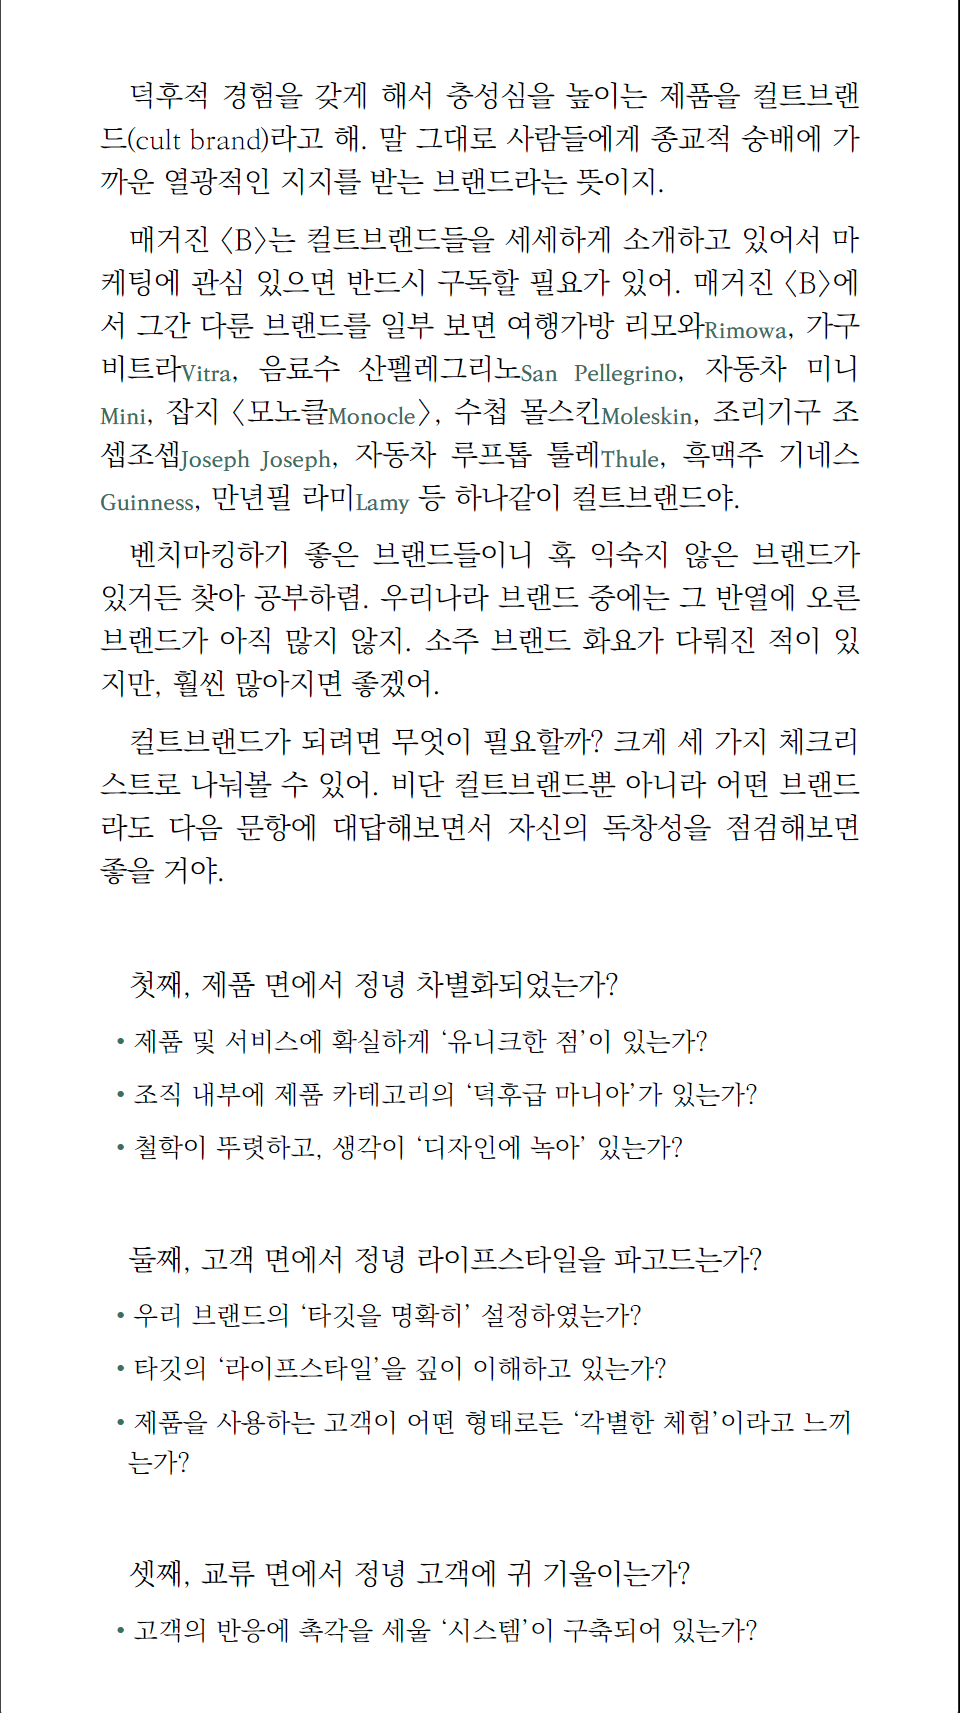 덕후적 경험을 갖게 해서 충성심을 높이는 제품을 컬트브랜
드(cult brand)라고 해. 말 그대로 사람들에게 종교적 숭배에 가
까운 열광적인 지지를 받는 브랜드라는 뜻이지.
매거진 〈B〉는 컬트브랜드들을 세세하게 소개하고 있어서 마
케팅에 관심 있으면 반드시 구독할 필요가 있어. 매거진 〈B〉에
서 그간 다룬 브랜드를 일부 보면 여행가방 리모와Rimowa, 가구
비트라Vitra, 음료수 산펠레그리노San Pellegrino, 자동차 미니
Mini, 잡지 〈모노클Monocle〉, 수첩 몰스킨Moleskin, 조리기구 조
셉조셉Joseph Joseph, 자동차 루프톱 툴레Thule, 흑맥주 기네스
Guinness, 만년필 라미Lamy 등 하나같이 컬트브랜드야.
벤치마킹하기 좋은 브랜드들이니 혹 익숙지 않은 브랜드가
있거든 찾아 공부하렴. 우리나라 브랜드 중에는 그 반열에 오른
브랜드가 아직 많지 않지. 소주 브랜드 화요가 다뤄진 적이 있
지만, 훨씬 많아지면 좋겠어.
컬트브랜드가 되려면 무엇이 필요할까? 크게 세 가지 체크리
스트로 나눠볼 수 있어. 비단 컬트브랜드뿐 아니라 어떤 브랜드
라도 다음 문항에 대답해보면서 자신의 독창성을 점검해보면
좋을 거야.
첫째, 제품 면에서 정녕 차별화되었는가?
• 제품 및 서비스에 확실하게 ‘유니크한 점’이 있는가?
• 조직 내부에 제품 카테고리의 ‘덕후급 마니아’가 있는가?
• 철학이 뚜렷하고, 생각이 ‘디자인에 녹아’ 있는가?
둘째, 고객 면에서 정녕 라이프스타일을 파고드는가?
• 우리 브랜드의 ‘타깃을 명확히’ 설정하였는가?
• 타깃의 ‘라이프스타일’을 깊이 이해하고 있는가?
• 제품을 사용하는 고객이 어떤 형태로든 ‘각별한 체험’이라고 느끼
는가?
셋째, 교류 면에서 정녕 고객에 귀 기울이는가?
• 고객의 반응에 촉각을 세울 ‘시스템’이 구축되어 있는가?